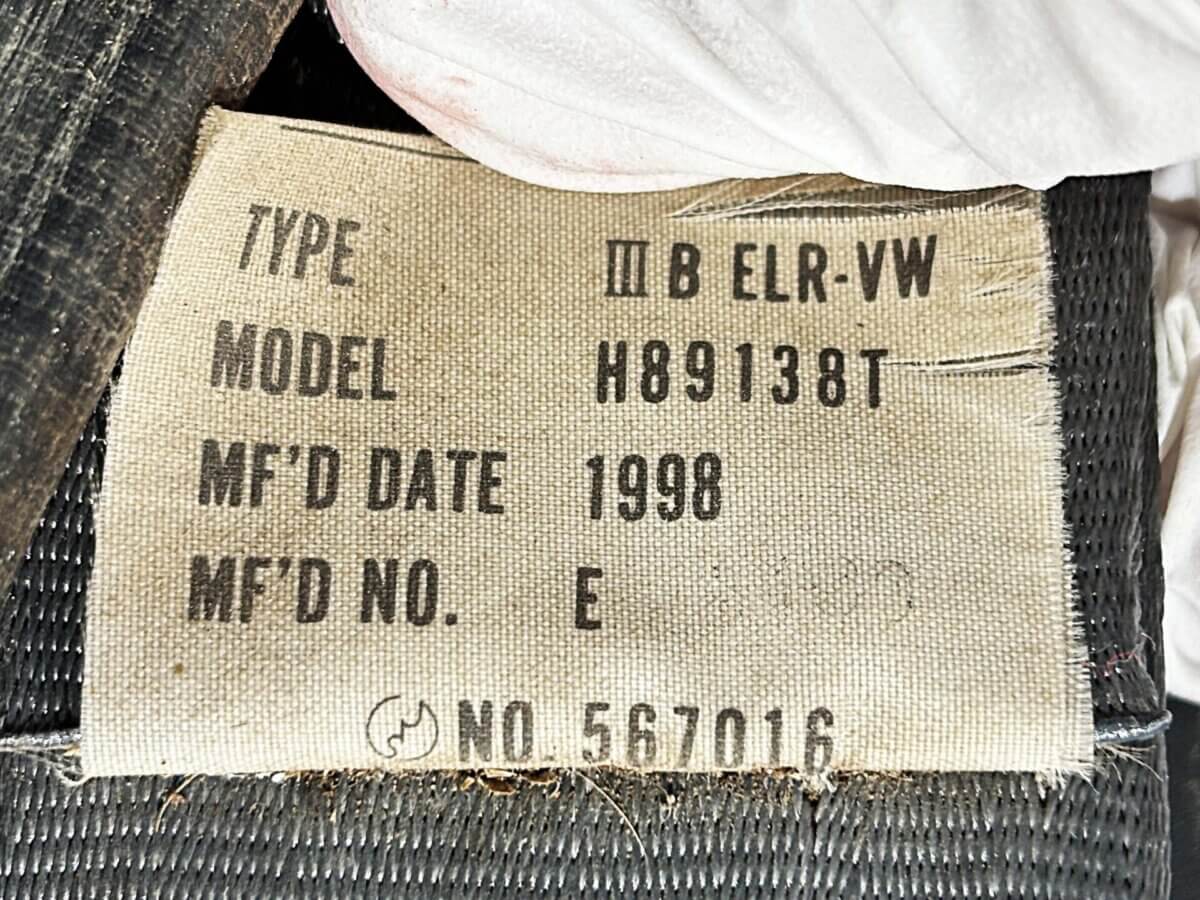 TYPE III B ELR-VW
MODEL H89138T
MF'D DATE 1998
MF'D NO. E
NO 567016